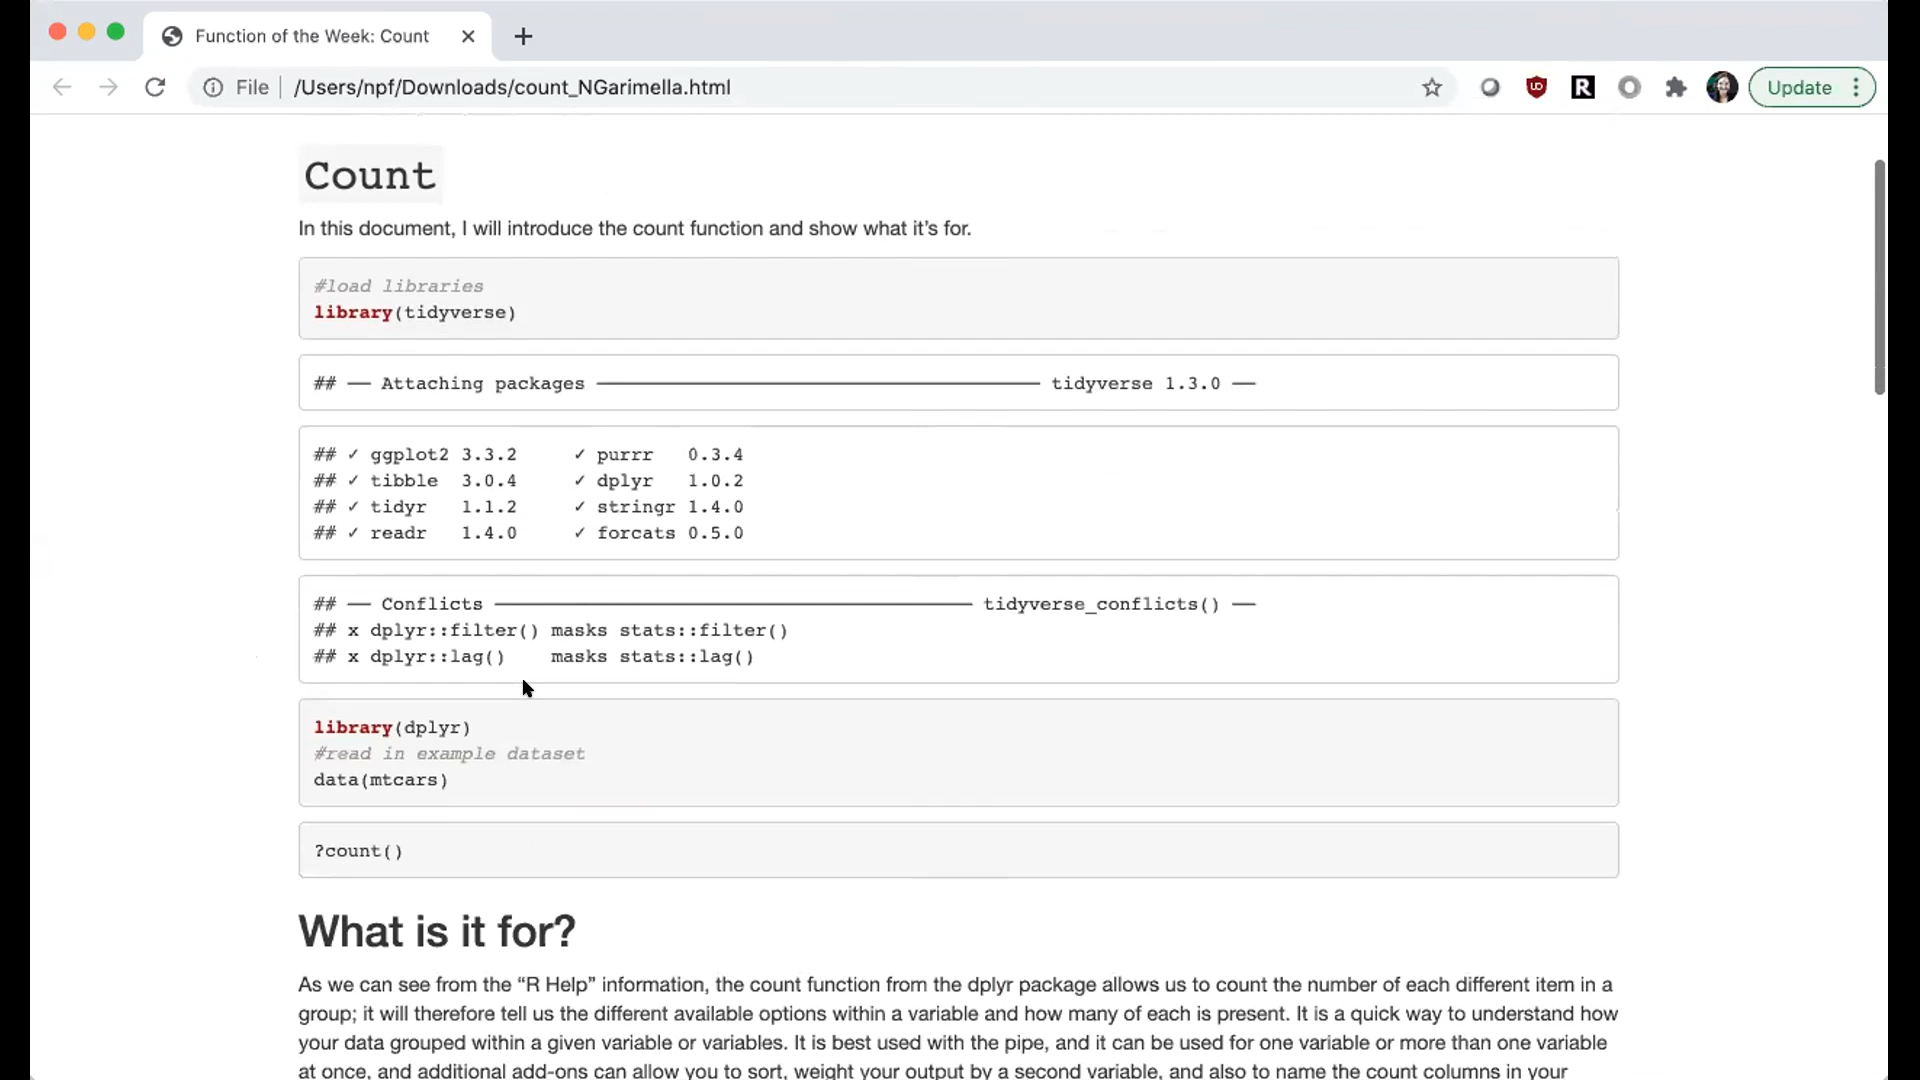 Function of the Week: Count
File | /Users/npf/Downloads/count_NGarimella.html
R
Update
Count
In this document, I will introduce the count function and show what it’s for.
#load libraries
library(tidyverse)
## ── Attaching packages ─────────────────────────────────────── tidyverse 1.3.0 ──
## ✓ ggplot2 3.3.2     ✓ purrr   0.3.4
## ✓ tibble  3.0.4     ✓ dplyr   1.0.2
## ✓ tidyr   1.1.2     ✓ stringr 1.4.0
## ✓ readr   1.4.0     ✓ forcats 0.5.0
## ── Conflicts ────────────────────────────────────────── tidyverse_conflicts() ──
## x dplyr::filter() masks stats::filter()
## x dplyr::lag()    masks stats::lag()
library(dplyr)
#read in example dataset
data(mtcars)
?count()
What is it for?
As we can see from the “R Help” information, the count function from the dplyr package allows us to count the number of each different item in a
group; it will therefore tell us the different available options within a variable and how many of each is present. It is a quick way to understand how
your data grouped within a given variable or variables. It is best used with the pipe, and it can be used for one variable or more than one variable
at once, and additional add-ons can allow you to sort, weight your output by a second variable, and also to name the count columns in your